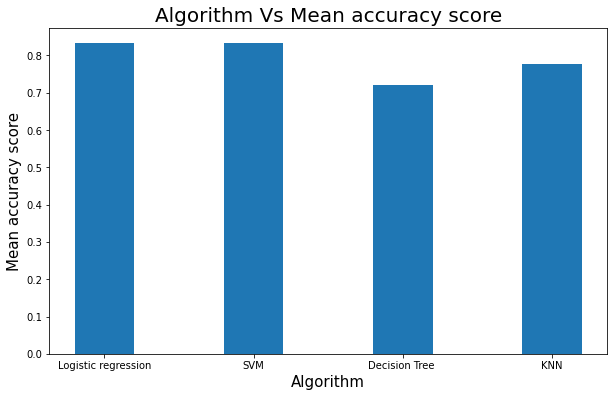 Algorithm Vs Mean accuracy score
Mean accuracy score
0.8
0.7
0.6
0.5
0.4
0.3
0.2
0.1
0.0
Logistic regression SVM Decision Tree KNN
Algorithm